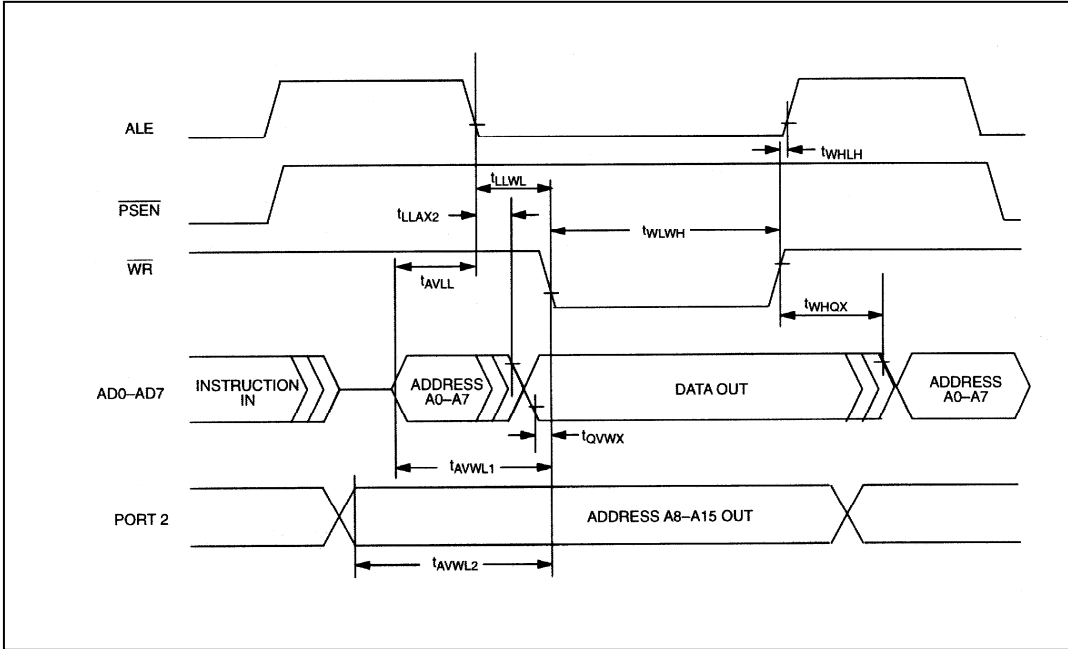 ALE
tWHLH
tLLWL
PSEN
tLLAX2
tWLWH
WR
tAVLL
tWHQX
AD0–AD7
INSTRUCTION
IN
ADDRESS
A0–A7
DATA OUT
ADDRESS
A0–A7
tQVWX
tAVWL1
PORT 2
ADDRESS A8–A15 OUT
tAVWL2